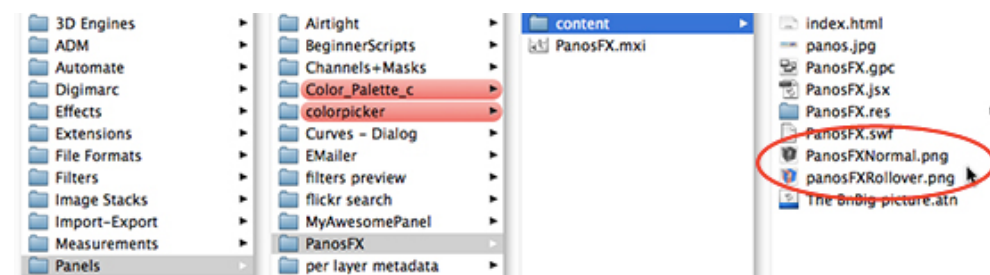 3D Engines
ADM
Automate
Digimarc
Effects
Extensions
File Formats
Filters
Image Stacks
Import-Export
Measurements
Panels
Airtight
BeginnerScripts
Channels+Masks
Color_Palette_c
colorpicker
Curves - Dialog
EMailer
filters preview
flickr search
MyAwesomePanel
PanosFX
per layer metadata
content
PanosFX.mxi
index.html
panos.jpg
PanosFX.gpc
PanosFX.jsx
PanosFX.res
PanosFX.swf
PanosFXNormal.png
panosFXRollover.png
The BnBig-picture.atn